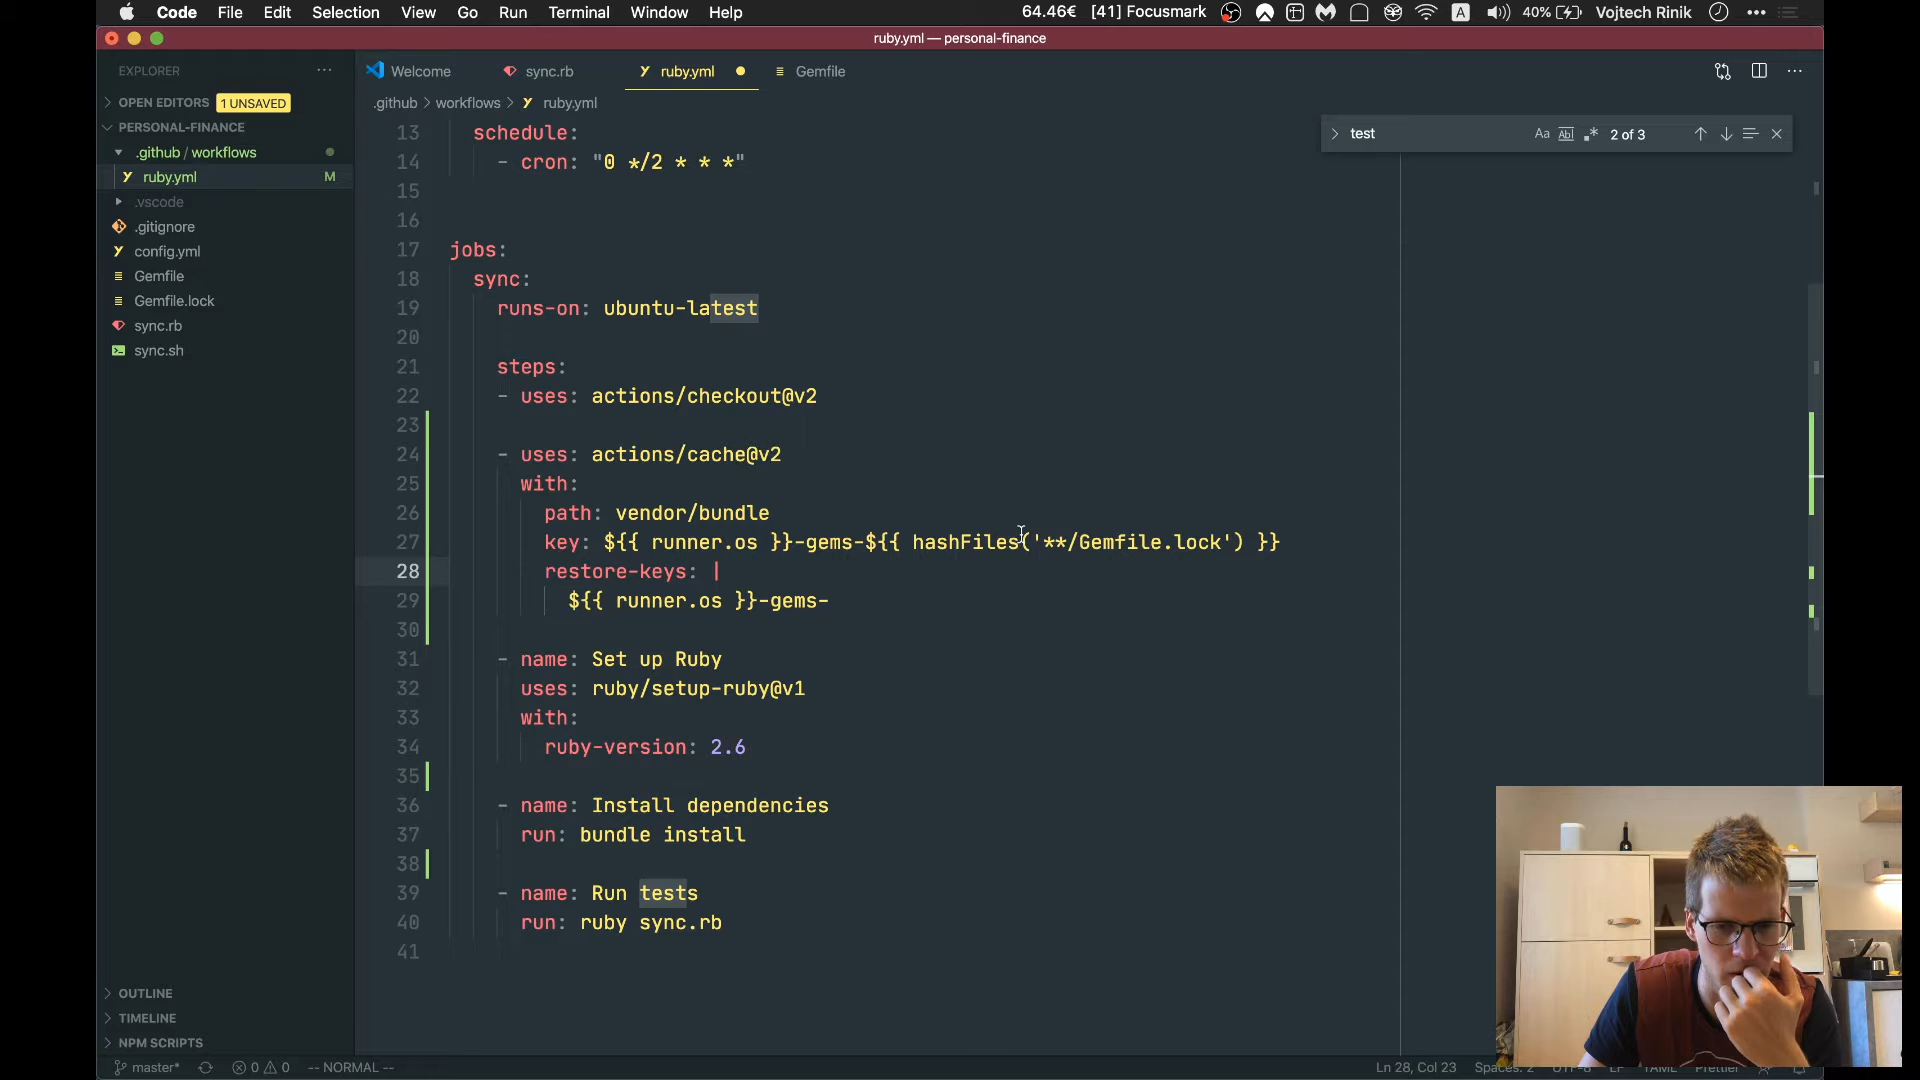 Code File Edit Selection View Go Run Terminal Window Help 64.46€ [41] Focusmark A 40% Vojtech Rinik
ruby.yml — personal-finance
EXPLORER
OPEN EDITORS 1 UNSAVED
PERSONAL-FINANCE
.github / workflows
ruby.yml M
.vscode
.gitignore
config.yml
Gemfile
Gemfile.lock
sync.rb
sync.sh
OUTLINE
TIMELINE
NPM SCRIPTS
Welcome sync.rb ruby.yml Gemfile
.github > workflows > ruby.yml
test Aa Abl .* 2 of 3
13 schedule:
14 - cron: "0 */2 * * *"
15
16
17 jobs:
18 sync:
19 runs-on: ubuntu-latest
20
21 steps:
22 - uses: actions/checkout@v2
23
24 - uses: actions/cache@v2
25 with:
26 path: vendor/bundle
27 key: ${{ runner.os }}-gems-${{ hashFiles('**/Gemfile.lock') }}
28 restore-keys: |
29 ${{ runner.os }}-gems-
30
31 - name: Set up Ruby
32 uses: ruby/setup-ruby@v1
33 with:
34 ruby-version: 2.6
35
36 - name: Install dependencies
37 run: bundle install
38
39 - name: Run tests
40 run: ruby sync.rb
41
master* 0 0 -- NORMAL -- Ln 28, Col 23 Spaces: 2 UTF-8 LF YAML Prettier